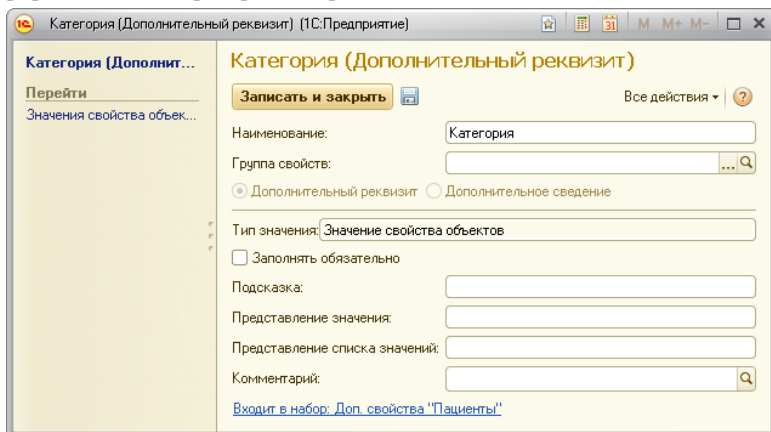 Категория (Дополнительный реквизит) (1С:Предприятие)
31 M M+ M-
Категория (Дополнит...
Перейти
Значения свойства объек...
Категория (Дополнительный реквизит)
Записать и закрыть
Все действия
?
Наименование: Категория
Группа свойств:
...
Дополнительный реквизит Дополнительное сведение
Тип значения: Значение свойства объектов
Заполнять обязательно
Подсказка:
Представление значения:
Представление списка значений:
Комментарий:
Входит в набор: Доп. свойства "Пациенты"